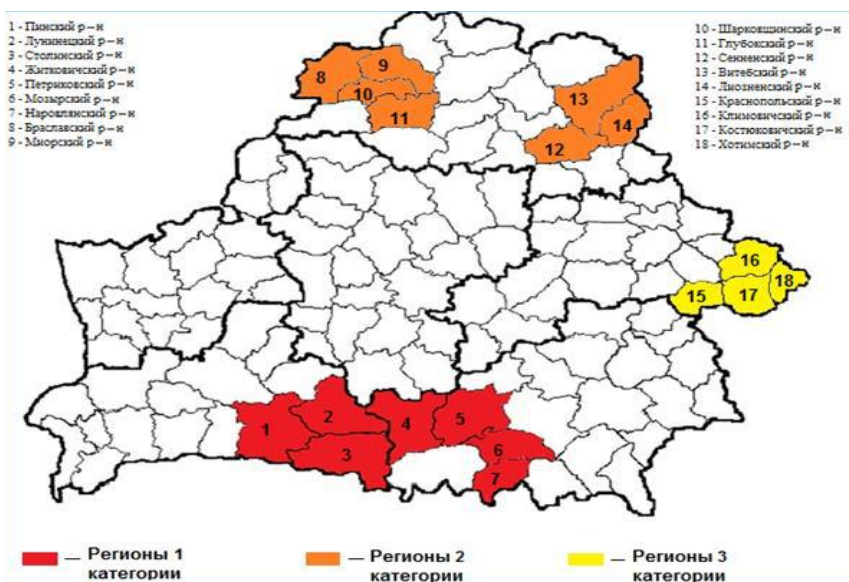 1 - Пинский р–н
2 - Лунинецкий р–н
3 - Столинский р–н
4 - Житковичский р–н
5 - Петриковский р–н
6 - Мозырский р–н
7 - Наровлянский р–н
8 - Браславский р–н
9 - Миорский р–н
10 - Шарковщинский р–н
11 - Глубокский р–н
12 - Сенненский р–н
13 - Витебский р–н
14 - Лиозненский р–н
15 - Краснопольский р–н
16 - Климовичский р–н
17 - Костюковичский р–н
18 - Хотимский р–н
8
9
10
11
13
14
12
16
18
15
17
1
2
3
4
5
6
7
— Регионы 1
категории
— Регионы 2
категории
— Регионы 3
категории